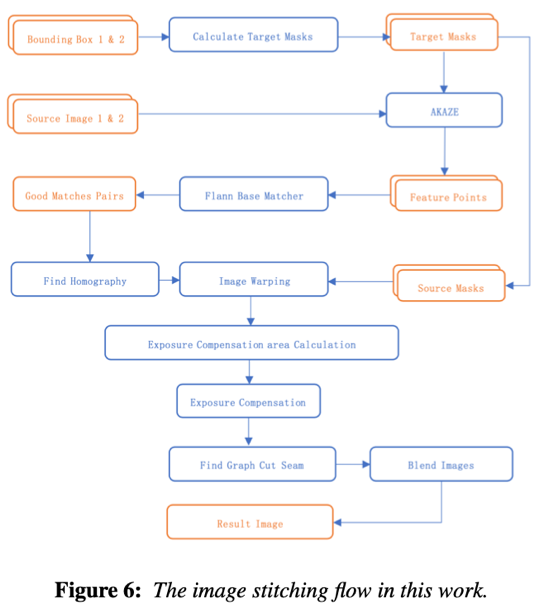 Bounding Box 1 & 2
Calculate Target Masks
Target Masks
Source Image 1 & 2
AKAZE
Good Matches Pairs
Flann Base Matcher
Feature Points
Find Homography
Image Warping
Source Masks
Exposure Compensation area Calculation
Exposure Compensation
Find Graph Cut Seam
Blend Images
Result Image
Figure 6: The image stitching flow in this work.